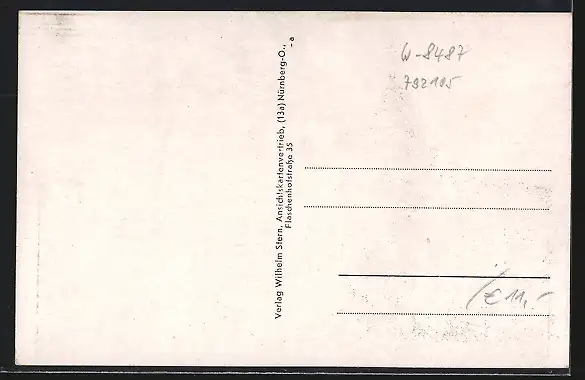 Verlag Wilhelm Stern, Ansichtskartenvertrieb, (13a) Nürnberg-O.,
Flaschenhofstraße 35
- a
W-8487
792105
€ 11,-